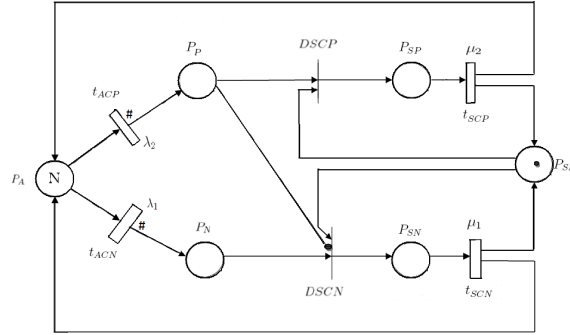 DSCP
P_P
P_SP
μ_2
t_ACP
#
λ_2
t_SCP
P_A
N
P_S
λ_1
#
t_ACN
P_N
P_SN
μ_1
DSCN
t_SCN